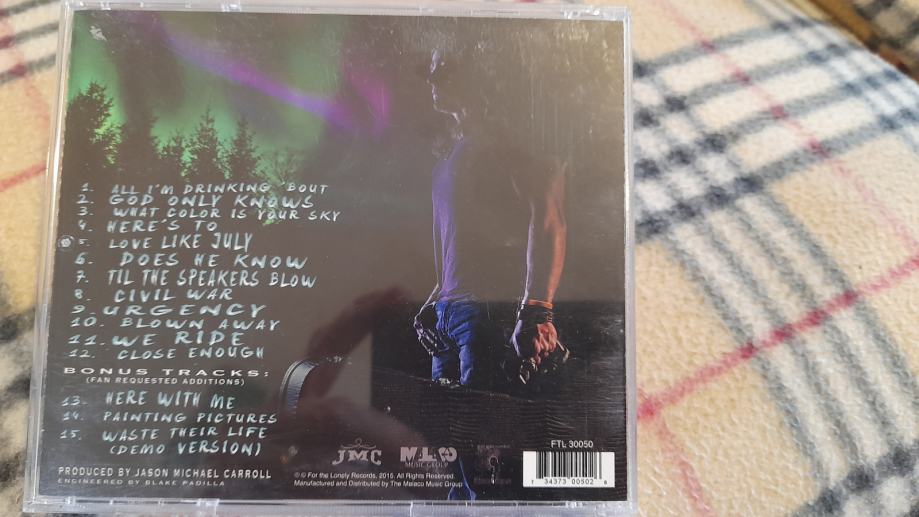 1. ALL I'M DRINKING 'BOUT
2. GOD ONLY KNOWS
3. WHAT COLOR IS YOUR SKY
4. HERE'S TO
5. LOVE LIKE JULY
6. DOES HE KNOW
7. TIL THE SPEAKERS BLOW
8. CIVIL WAR
9. URGENCY
10. BLOWN AWAY
11. WE RIDE
12. CLOSE ENOUGH
BONUS TRACKS:
(FAN REQUESTED ADDITIONS)
13. HERE WITH ME
14. PAINTING PICTURES
15. WASTE THEIR LIFE
(DEMO VERSION)
PRODUCED BY JASON MICHAEL CARROLL
ENGINEERED BY BLAKE PADILLA
JMC
MUSIC GROUP
℗ © For the Lonely Records, 2015. All Rights Reserved.
Manufactured and Distributed by The Malaco Music Group
FTL 30050
7 34373 00502